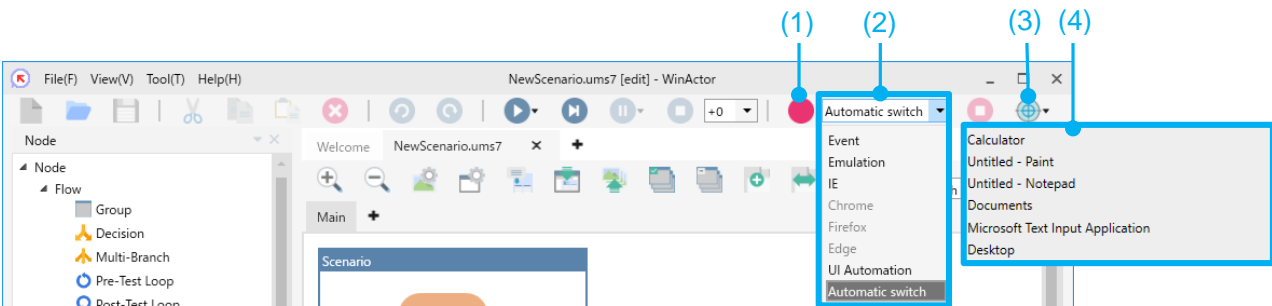 (1) (2) (3) (4)
File(F) View(V) Tool(T) Help(H) NewScenario.ums7 [edit] - WinActor
+0 Automatic switch
Node
Welcome NewScenario.ums7
Node
Flow
Group
Decision
Multi-Branch
Pre-Test Loop
Post-Test Loop
Main
Scenario
Event
Emulation
IE
Chrome
Firefox
Edge
UI Automation
Automatic switch
Calculator
Untitled - Paint
Untitled - Notepad
Documents
Microsoft Text Input Application
Desktop